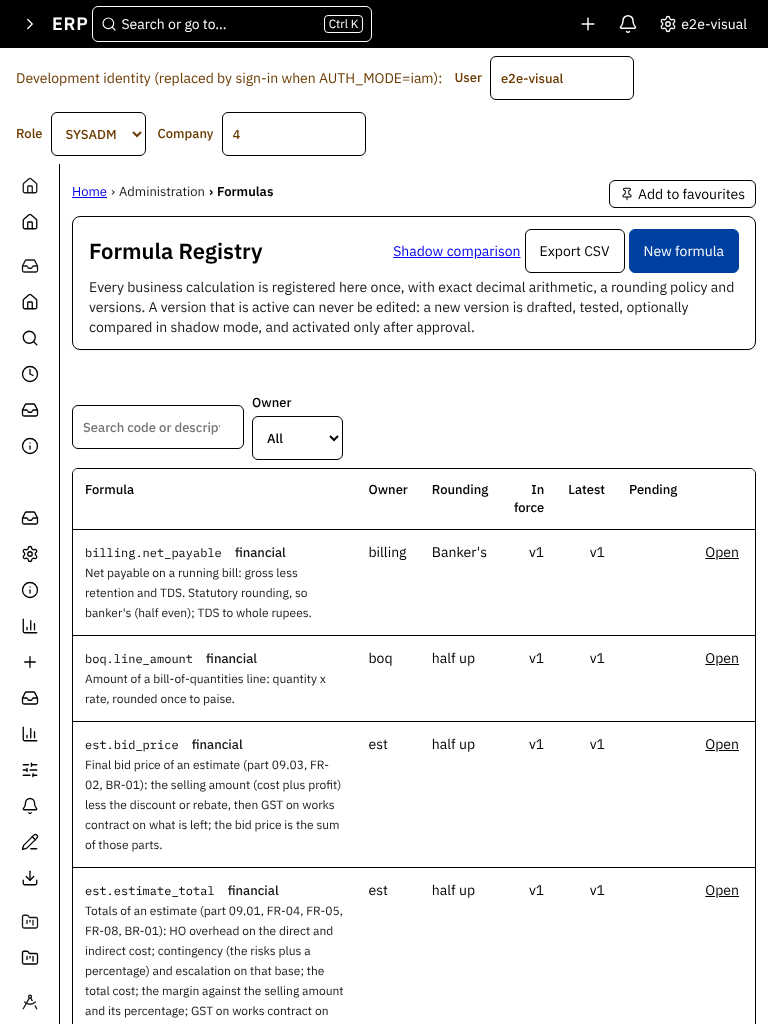 ERP Search or go to... Ctrl K e2e-visual
Development identity (replaced by sign-in when AUTH_MODE=iam): User e2e-visual
Role SYSADM Company 4
Home › Administration › Formulas Add to favourites
Formula Registry Shadow comparison Export CSV New formula
Every business calculation is registered here once, with exact decimal arithmetic, a rounding policy and
versions. A version that is active can never be edited: a new version is drafted, tested, optionally
compared in shadow mode, and activated only after approval.
Owner
Search code or descrip All
Formula Owner Rounding In force Latest Pending
billing.net_payable financial billing Banker's v1 v1 Open
Net payable on a running bill: gross less
retention and TDS. Statutory rounding, so
banker's (half even); TDS to whole rupees.
boq.line_amount financial boq half up v1 v1 Open
Amount of a bill-of-quantities line: quantity x
rate, rounded once to paise.
est.bid_price financial est half up v1 v1 Open
Final bid price of an estimate (part 09.03, FR-
02, BR-01): the selling amount (cost plus profit)
less the discount or rebate, then GST on works
contract on what is left; the bid price is the sum
of those parts.
est.estimate_total financial est half up v1 v1 Open
Totals of an estimate (part 09.01, FR-04, FR-05,
FR-08, BR-01): HO overhead on the direct and
indirect cost; contingency (the risks plus a
percentage) and escalation on that base; the
total cost; the margin against the selling amount
and its percentage; GST on works contract on